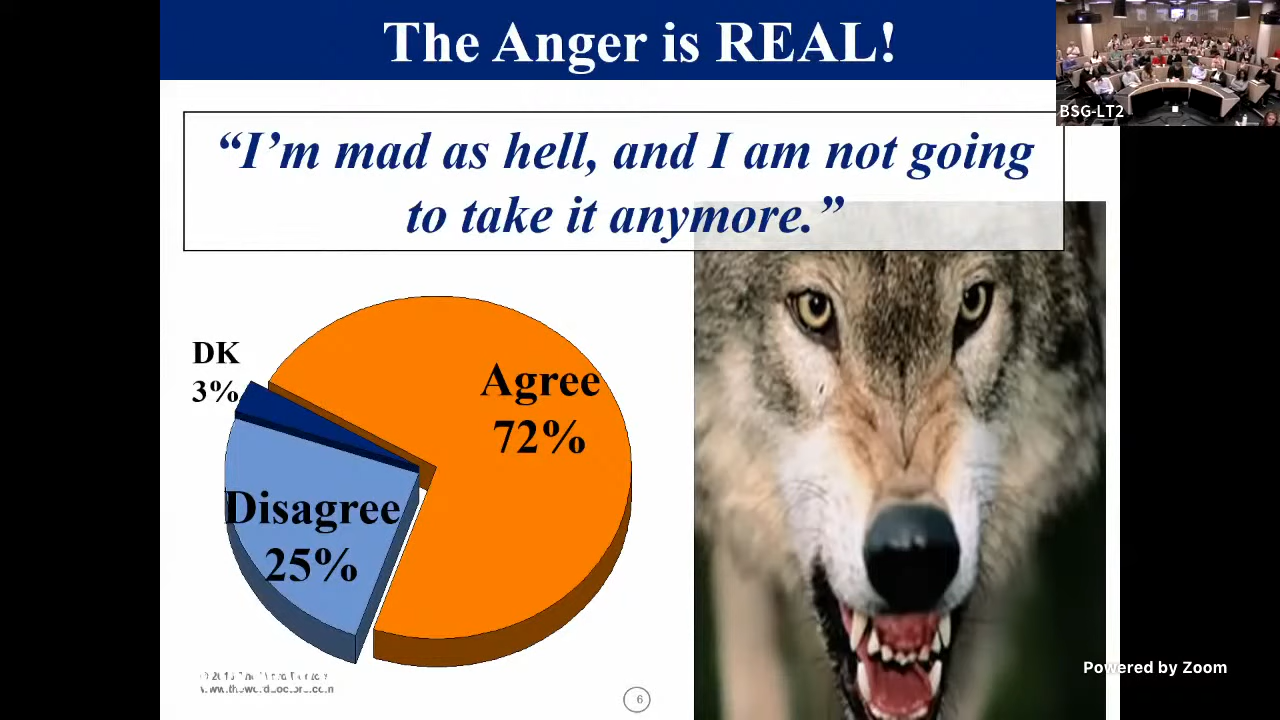 The Anger is REAL!
BSG-LT2
“I’m mad as hell, and I am not going
to take it anymore.”
DK
3%
Agree
72%
Disagree
25%
6
Powered by Zoom